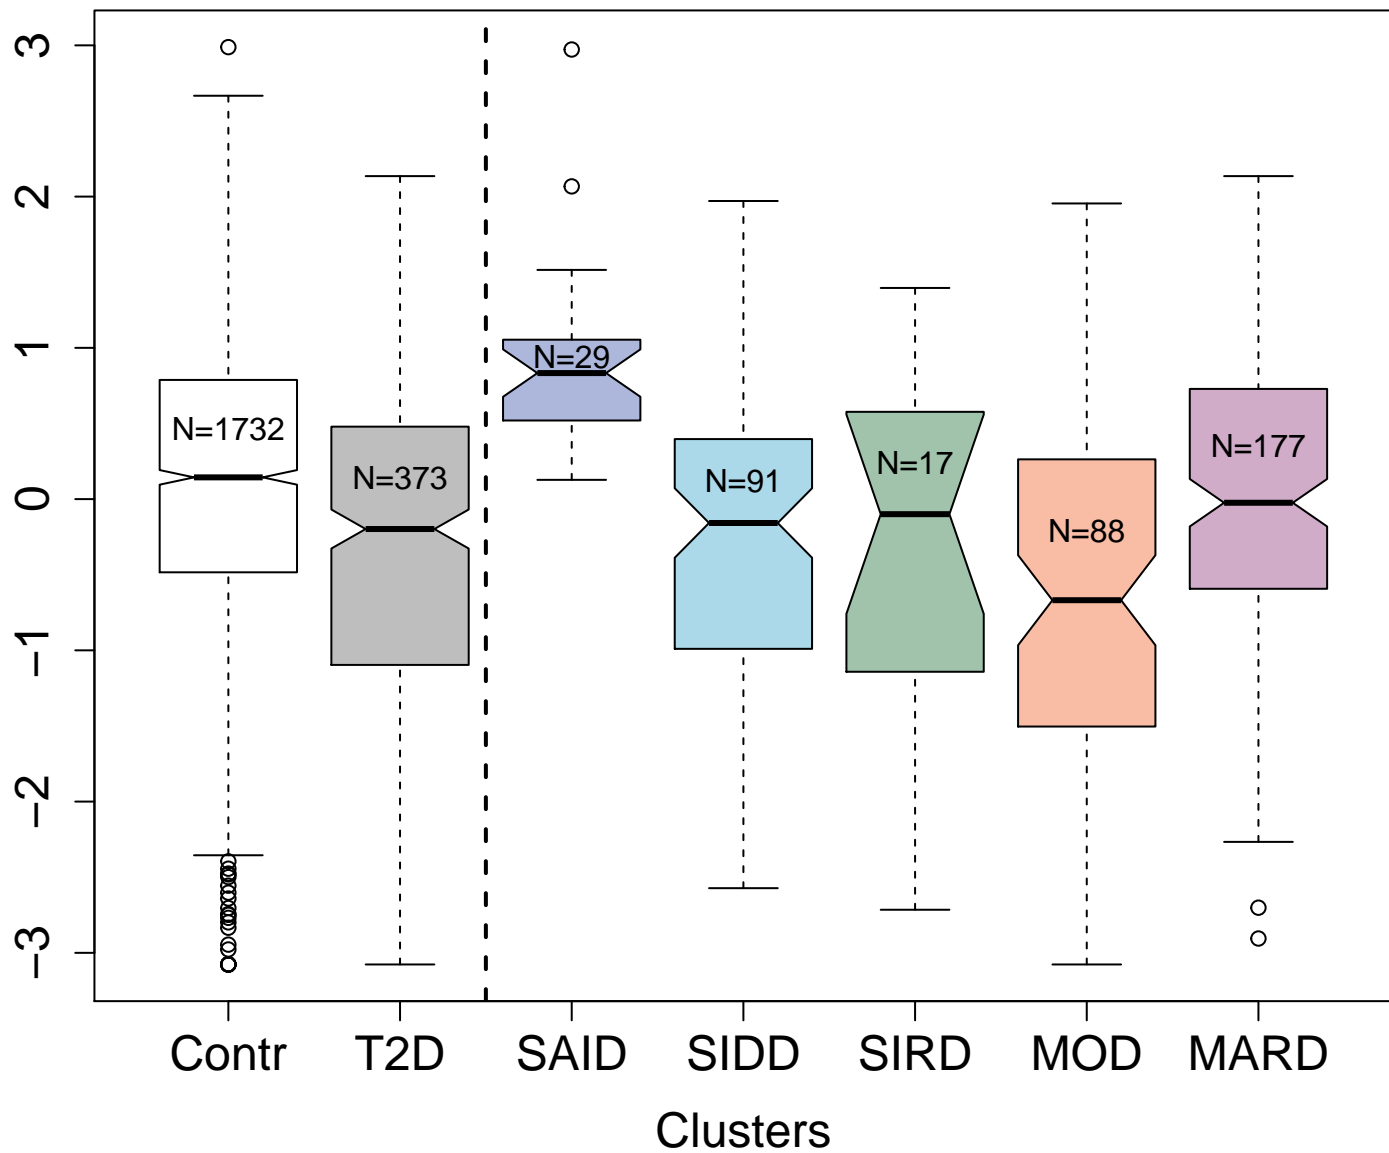 3
2
1
0
−1
−2
−3
N=1732
N=373
N=29
N=91
N=17
N=88
N=177
Contr T2D SAID SIDD SIRD MOD MARD
Clusters